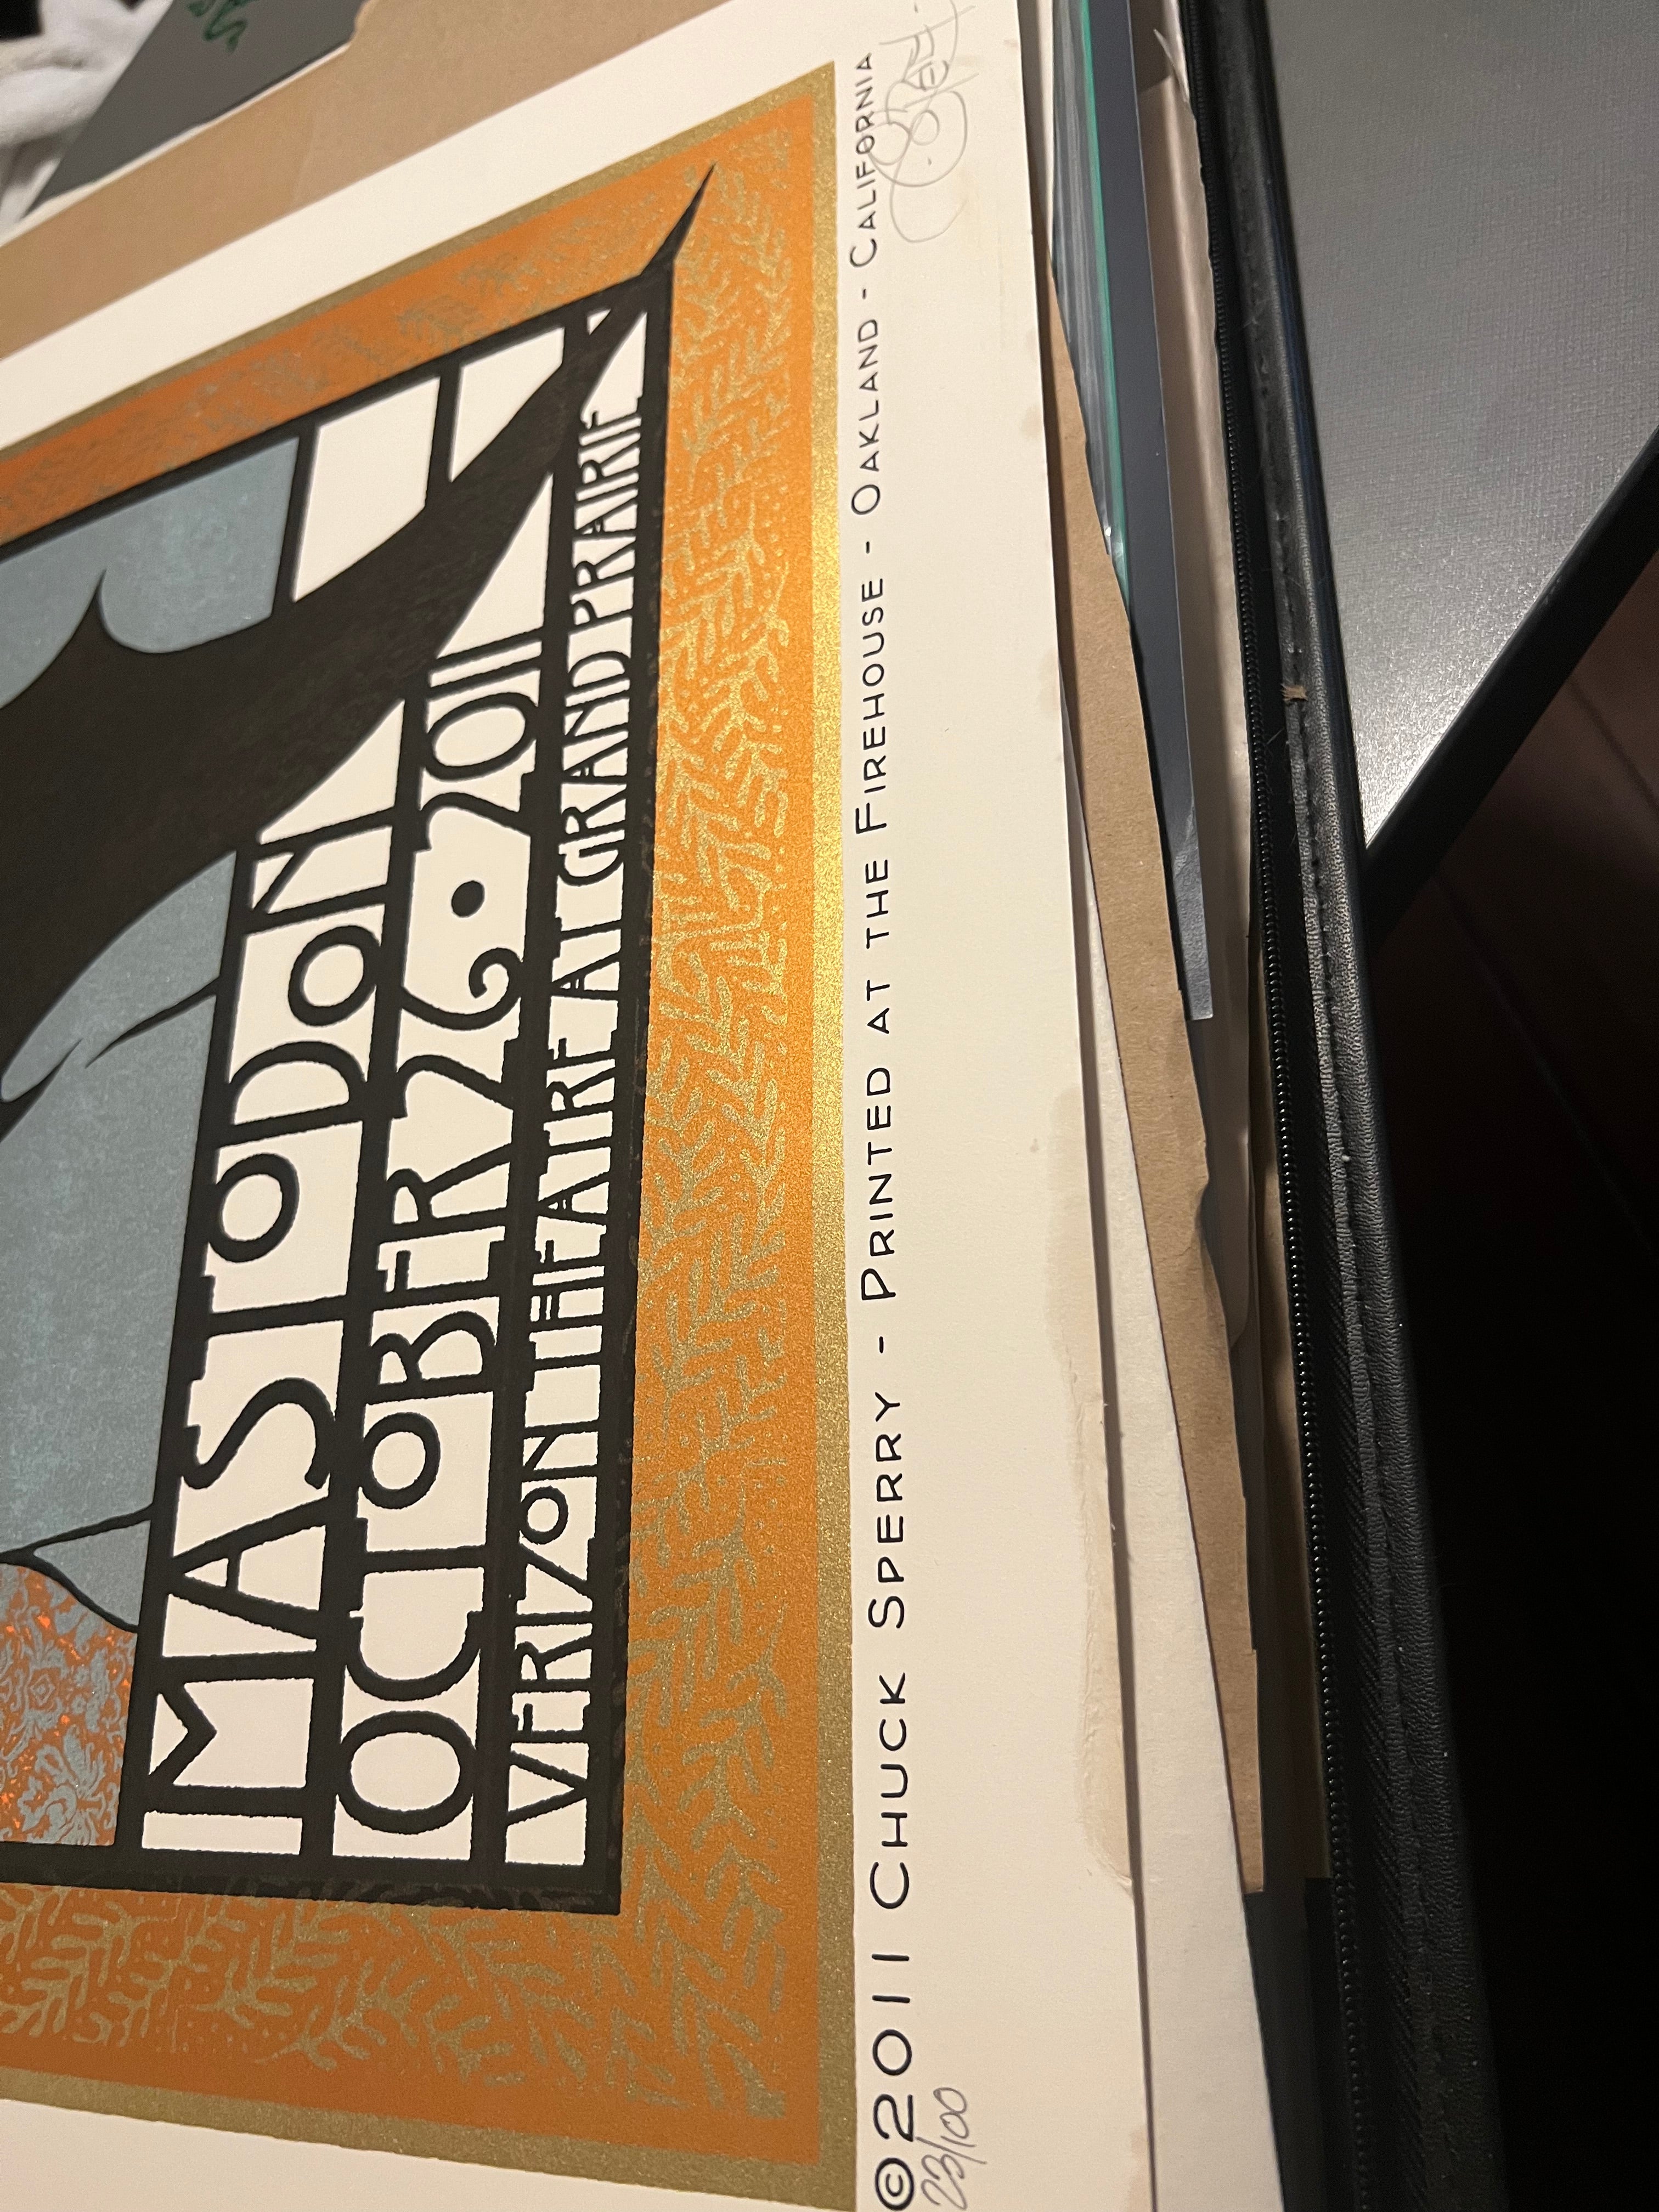 MASTODON
OCTOBER 26 • 2011
VERIZON THEATRE AT GRAND PRAIRIE
©2011 CHUCK SPERRY - PRINTED AT THE FIREHOUSE - OAKLAND - CALIFORNIA
23/100